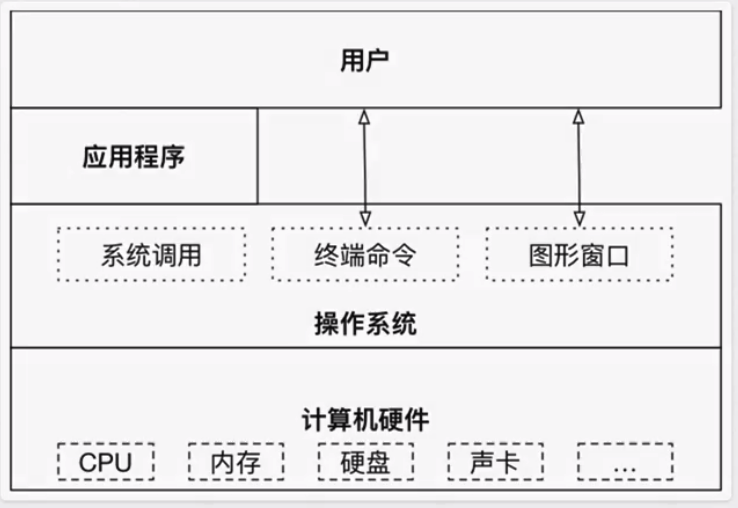 用户
应用程序
系统调用
终端命令
图形窗口
操作系统
计算机硬件
CPU
内存
硬盘
声卡
...